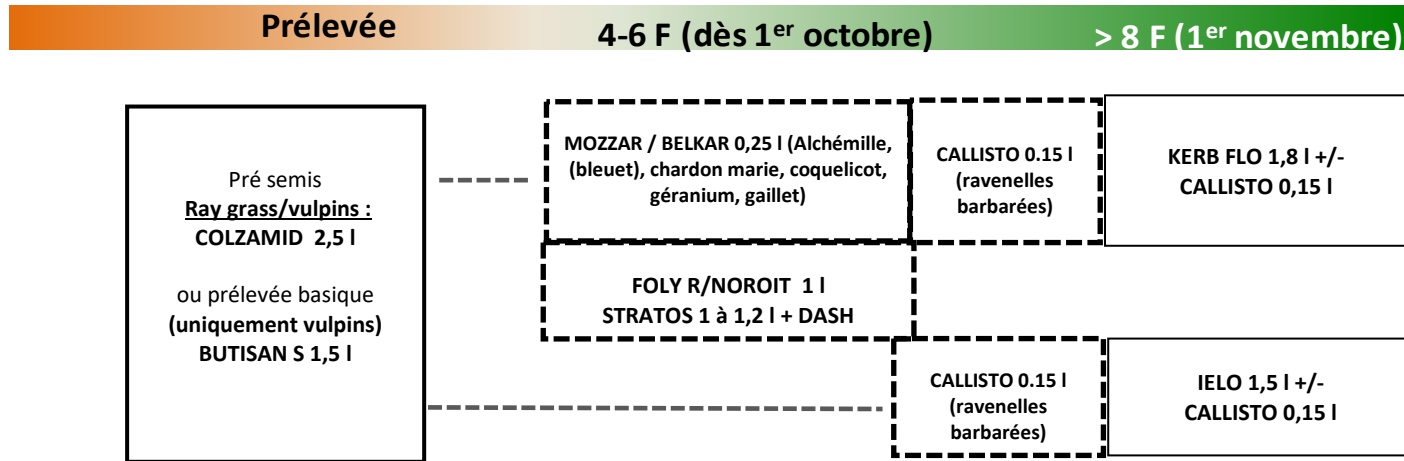 Prélevée
4-6 F (dès 1er octobre)
> 8 F (1er novembre)
Pré semis
Ray grass/vulpins :
COLZAMID 2,5 l
ou prélevée basique
(uniquement vulpins)
BUTISAN S 1,5 l
MOZZAR / BELKAR 0,25 l (Alchémille,
(bleuet), chardon marie, coquelicot,
géranium, gaillet)
CALLISTO 0.15 l
(ravenelles
barbarées)
KERB FLO 1,8 l +/-
CALLISTO 0,15 l
FOLY R/NOROIT 1 l
STRATOS 1 à 1,2 l + DASH
CALLISTO 0.15 l
(ravenelles
barbarées)
IELO 1,5 l +/-
CALLISTO 0,15 l